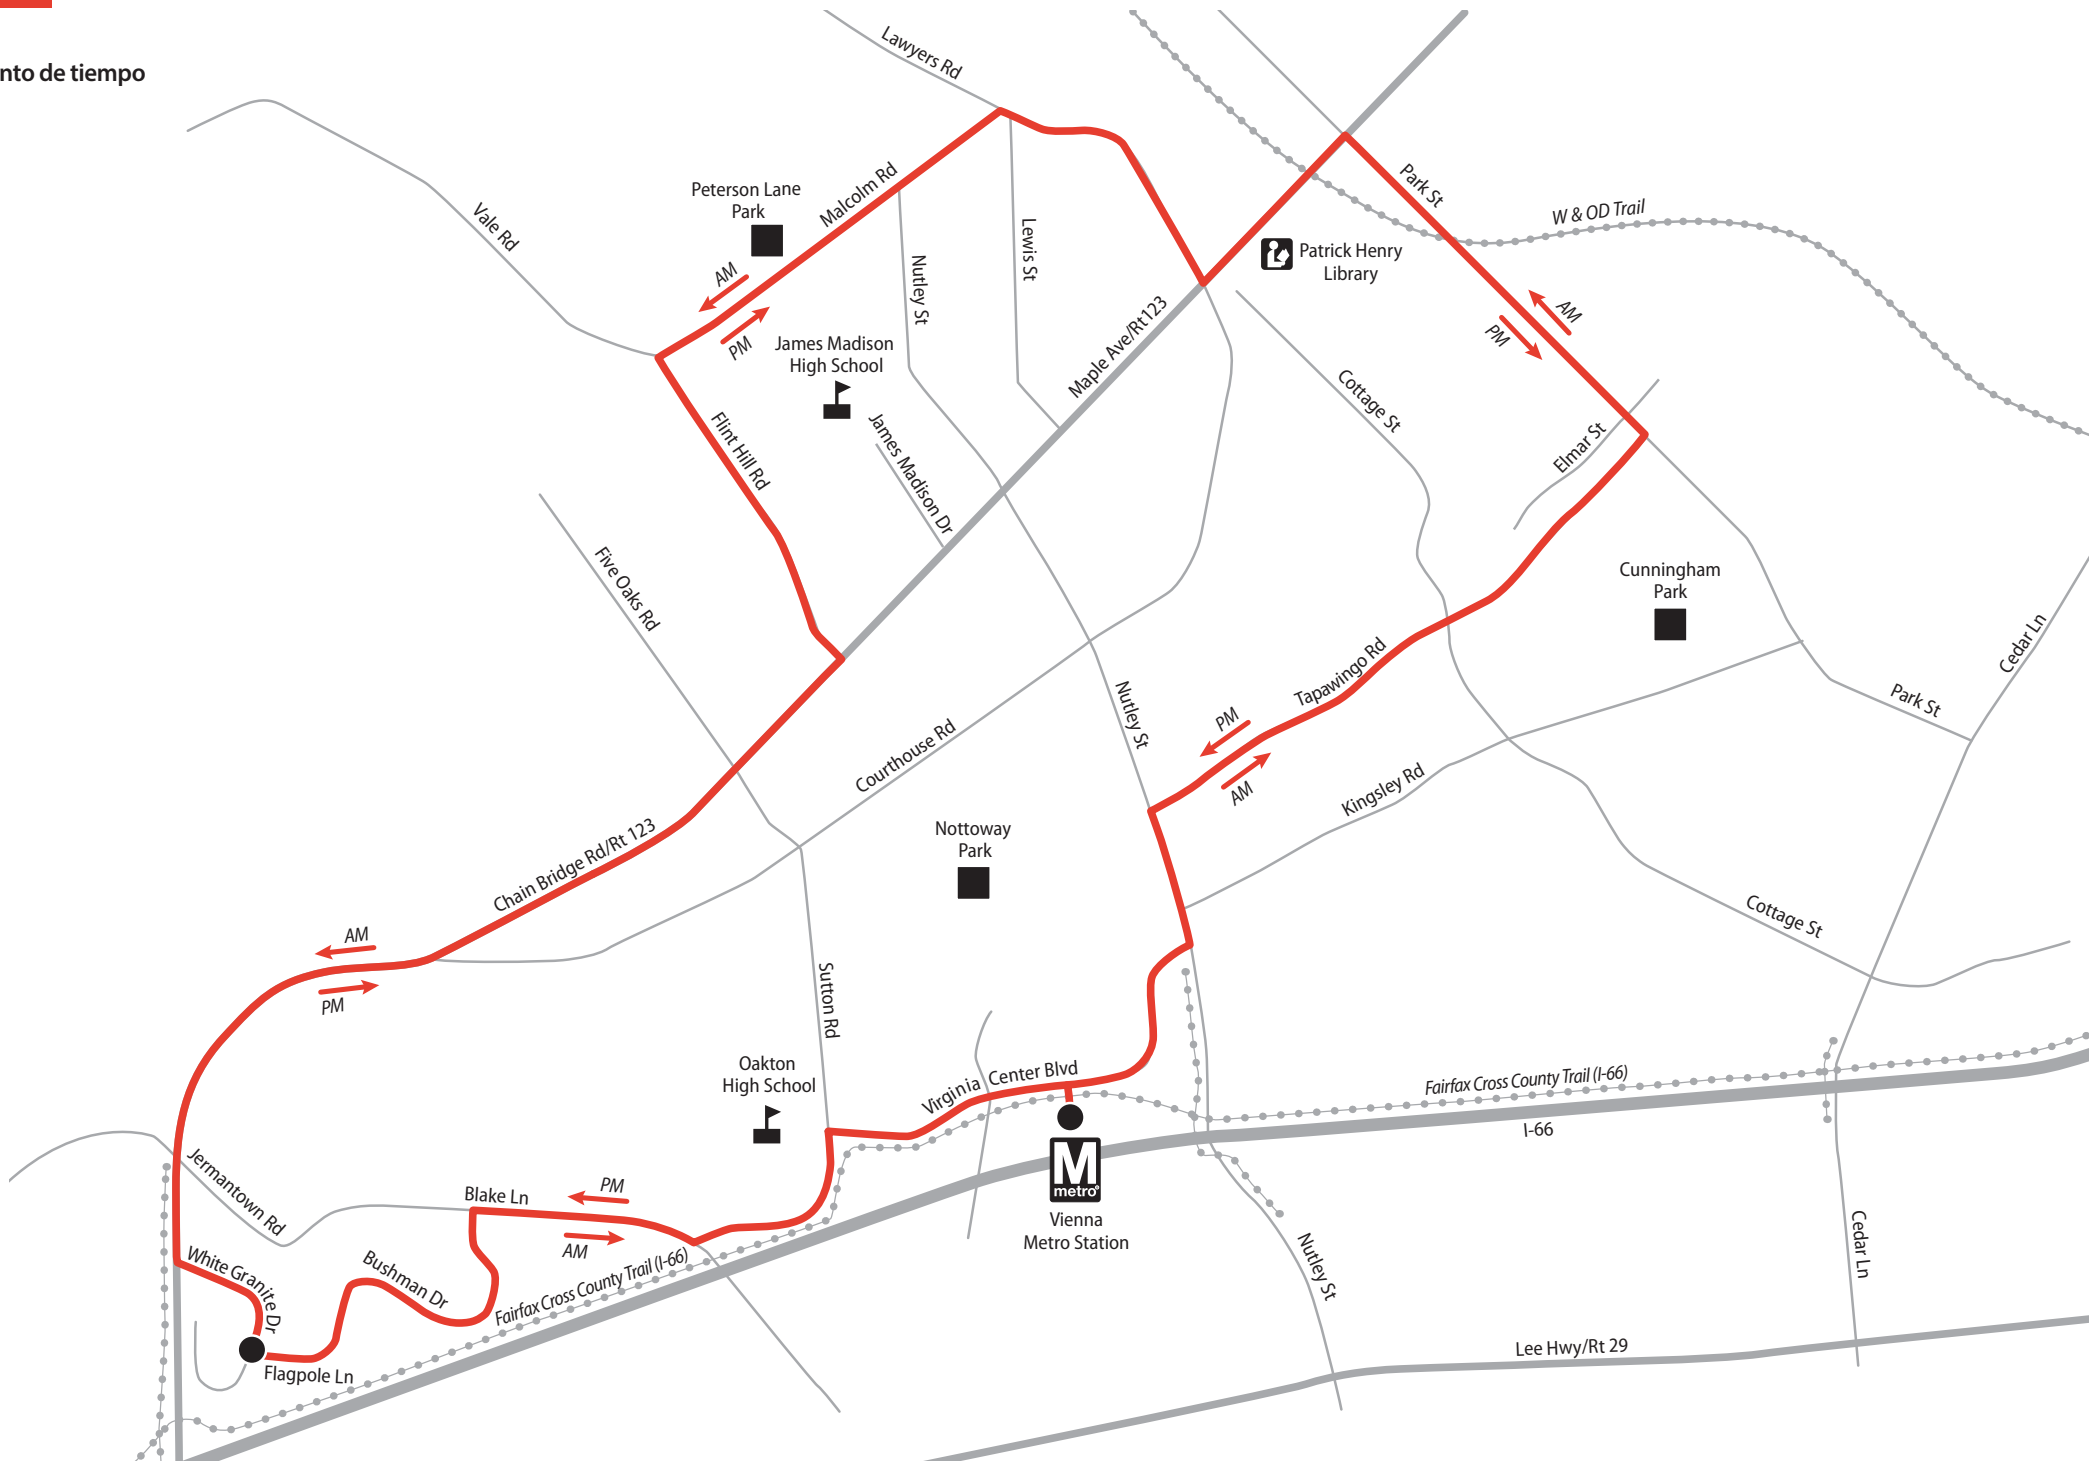 nto de tiempo
Lawyers Rd
Vale Rd
Peterson Lane
Park
Malcolm Rd
AM
PM
James Madison
High School
Nutley St
Lewis St
Maple Ave/Rt123
Patrick Henry
Library
Park St
W & OD Trail
AM
PM
Cottage St
Elmar St
Flint Hill Rd
James Madison Dr
Five Oaks Rd
Cunningham
Park
Cedar Ln
Park St
Tapawingo Rd
PM
AM
Nutley St
Courthouse Rd
Kingsley Rd
Nottoway
Park
Chain Bridge Rd/Rt 123
AM
PM
Cottage St
Sutton Rd
Oakton
High School
Virginia Center Blvd
Fairfax Cross County Trail (I-66)
I-66
M
metro
Vienna
Metro Station
Jermantown Rd
Blake Ln
PM
AM
White Granite Dr
Bushman Dr
Fairfax Cross County Trail (I-66)
Flagpole Ln
Nutley St
Cedar Ln
Lee Hwy/Rt 29